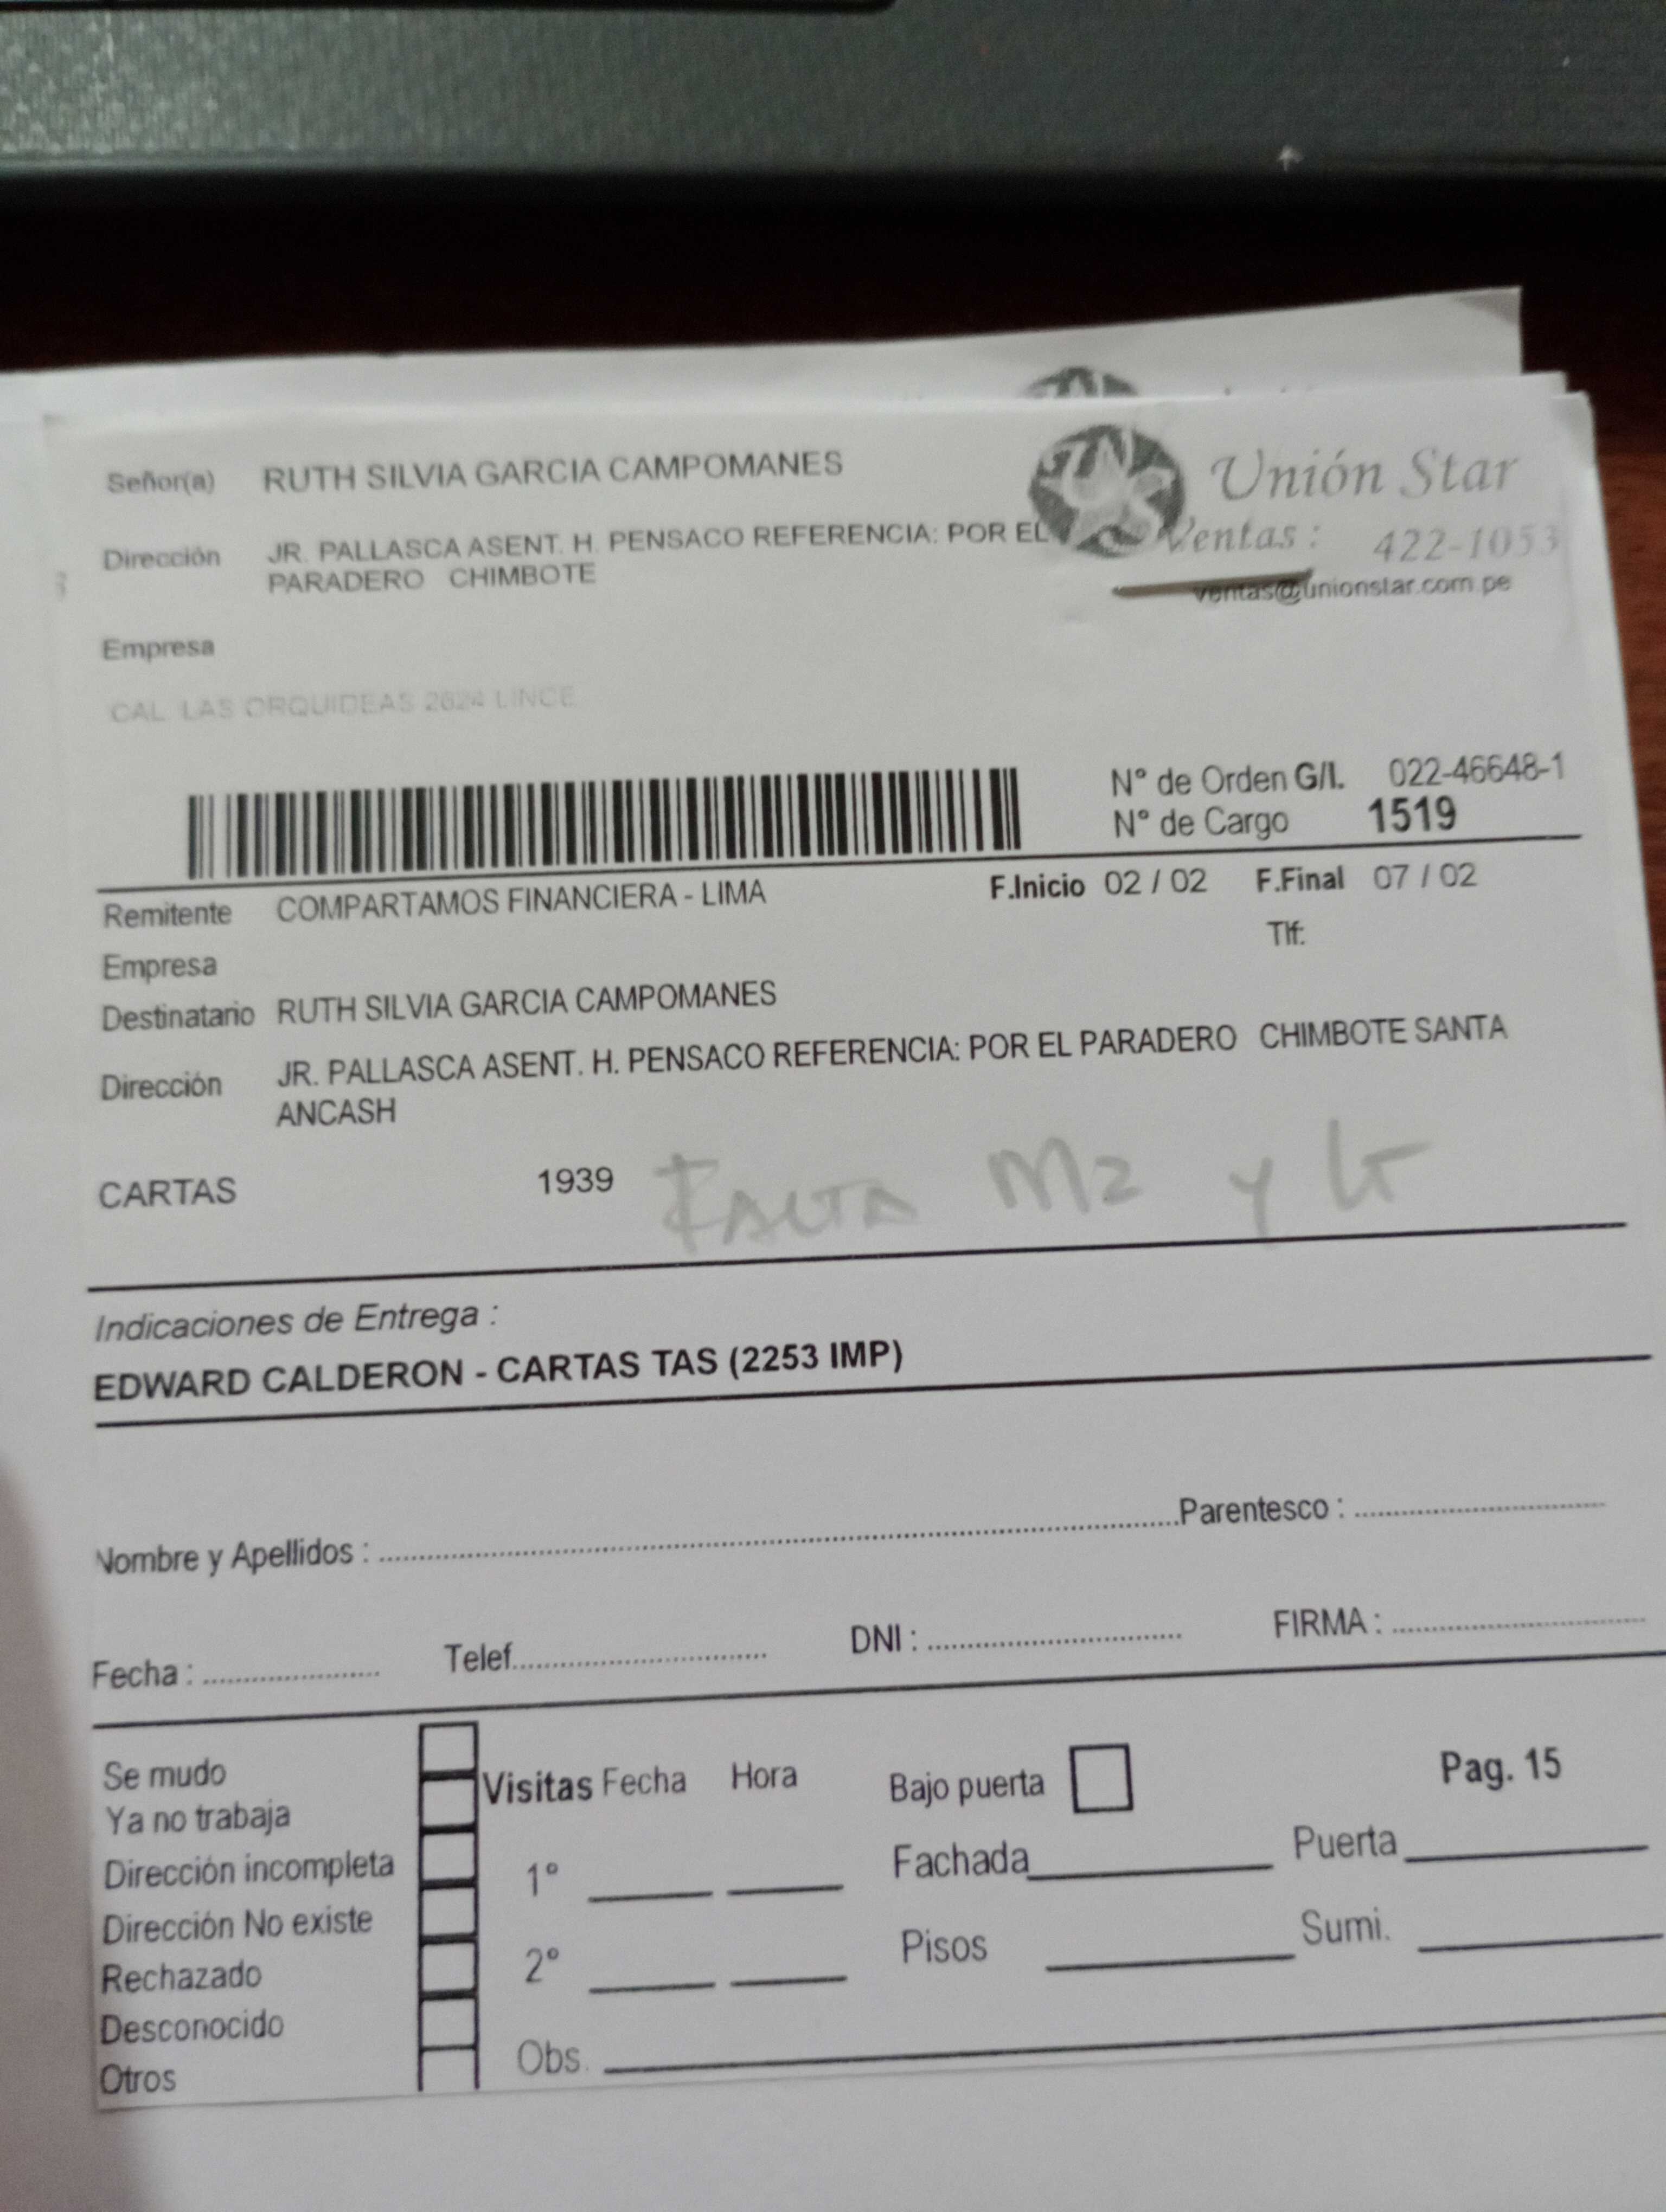 Señor(a) RUTH SILVIA GARCIA CAMPOMANES
Unión Star
Dirección JR. PALLASCA ASENT. H. PENSACO REFERENCIA: POR EL
PARADERO CHIMBOTE
Ventas : 422-1053
ventas@unionstar.com.pe
Empresa
CAL LAS ORQUIDEAS 2624 LINCE
N° de Orden G/I. 022-46648-1
N° de Cargo 1519
Remitente COMPARTAMOS FINANCIERA - LIMA F.Inicio 02 / 02 F.Final 07 / 02
Tlf:
Empresa
Destinatario RUTH SILVIA GARCIA CAMPOMANES
Dirección JR. PALLASCA ASENT. H. PENSACO REFERENCIA: POR EL PARADERO CHIMBOTE SANTA
ANCASH
CARTAS 1939 FALTA Mz y Lt
Indicaciones de Entrega :
EDWARD CALDERON - CARTAS TAS (2253 IMP)
Nombre y Apellidos : Parentesco :
Fecha : Telef. DNI : FIRMA :
Se mudo
Ya no trabaja
Dirección incompleta
Dirección No existe
Rechazado
Desconocido
Otros
Visitas Fecha Hora
1°
2°
Obs.
Bajo puerta
Fachada
Pisos
Pag. 15
Puerta
Sumi.